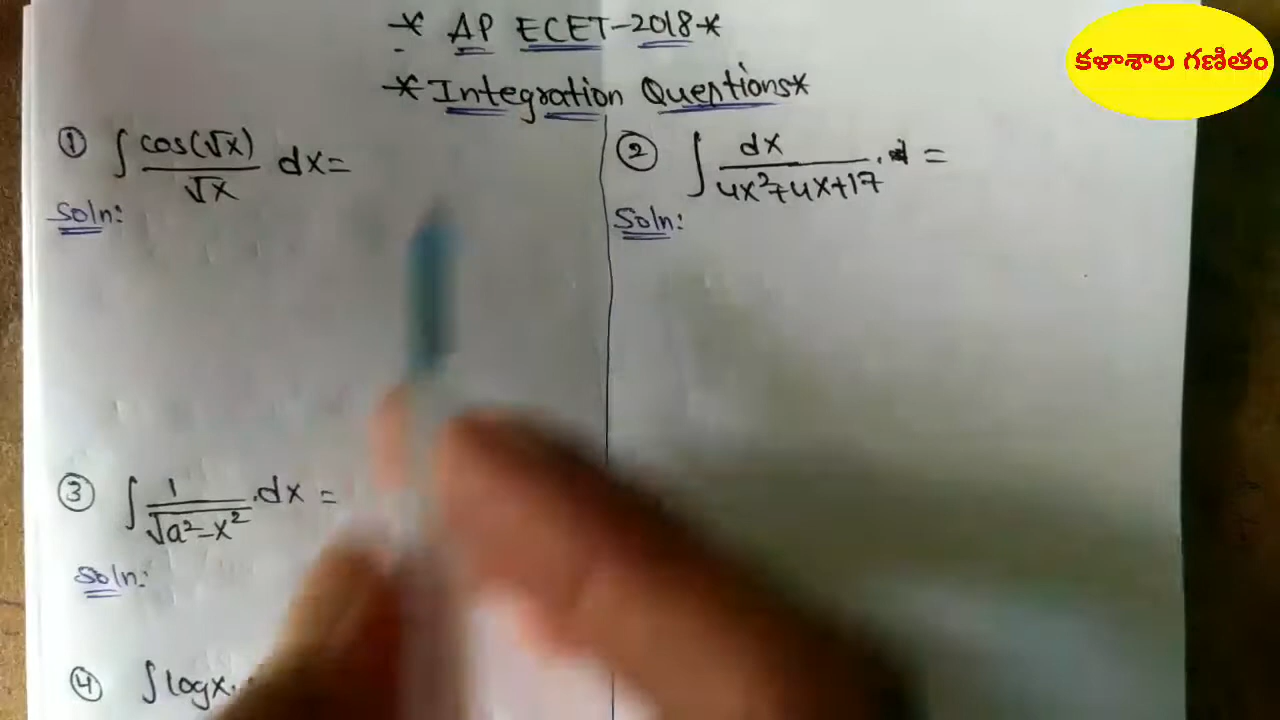 * AP ECET-2018*
కళాశాల గణితం
*Integration Questions*
① ∫ cos(√x)/√x dx=
Soln:
② ∫ dx/4x²+4x+17 . =
Soln:
③ ∫ 1/√a²-x² .dx =
Soln:
④ ∫logx.